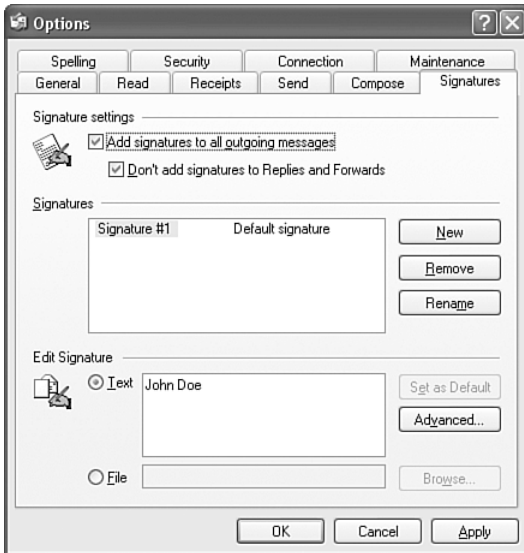 Options
Spelling Security Connection Maintenance
General Read Receipts Send Compose Signatures
Signature settings
Add signatures to all outgoing messages
Don't add signatures to Replies and Forwards
Signatures
Signature #1 Default signature
New
Remove
Rename
Edit Signature
Text John Doe Set as Default
Advanced...
File Browse...
OK Cancel Apply